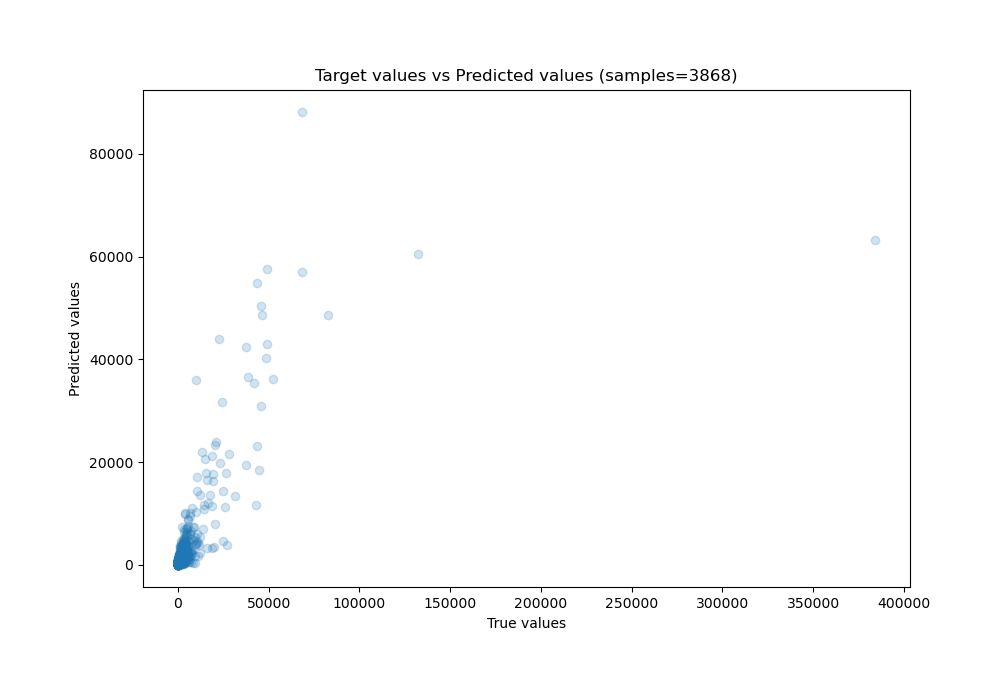 Target values vs Predicted values (samples=3868)
80000
60000
40000
20000
0
Predicted values
0 50000 100000 150000 200000 250000 300000 350000 400000
True values